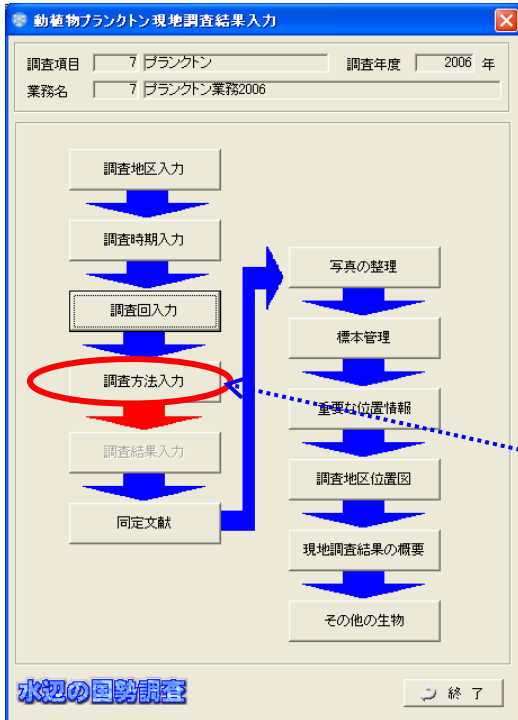 動植物プランクトン現地調査結果入力
調査項目 7 プランクトン 調査年度 2006 年
業務名 7 プランクトン業務2006
調査地区入力
調査時期入力
調査回入力
調査方法入力
調査結果入力
同定文献
写真の整理
標本管理
重要な位置情報
調査地区位置図
現地調査結果の概要
その他の生物
水辺の国勢調査
終 了